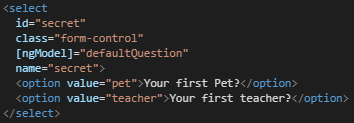 <select
id="secret"
class="form-control"
[ngModel]="defaultQuestion"
name="secret">
<option value="pet">Your first Pet?</option>
<option value="teacher">Your first teacher?</option>
</select>